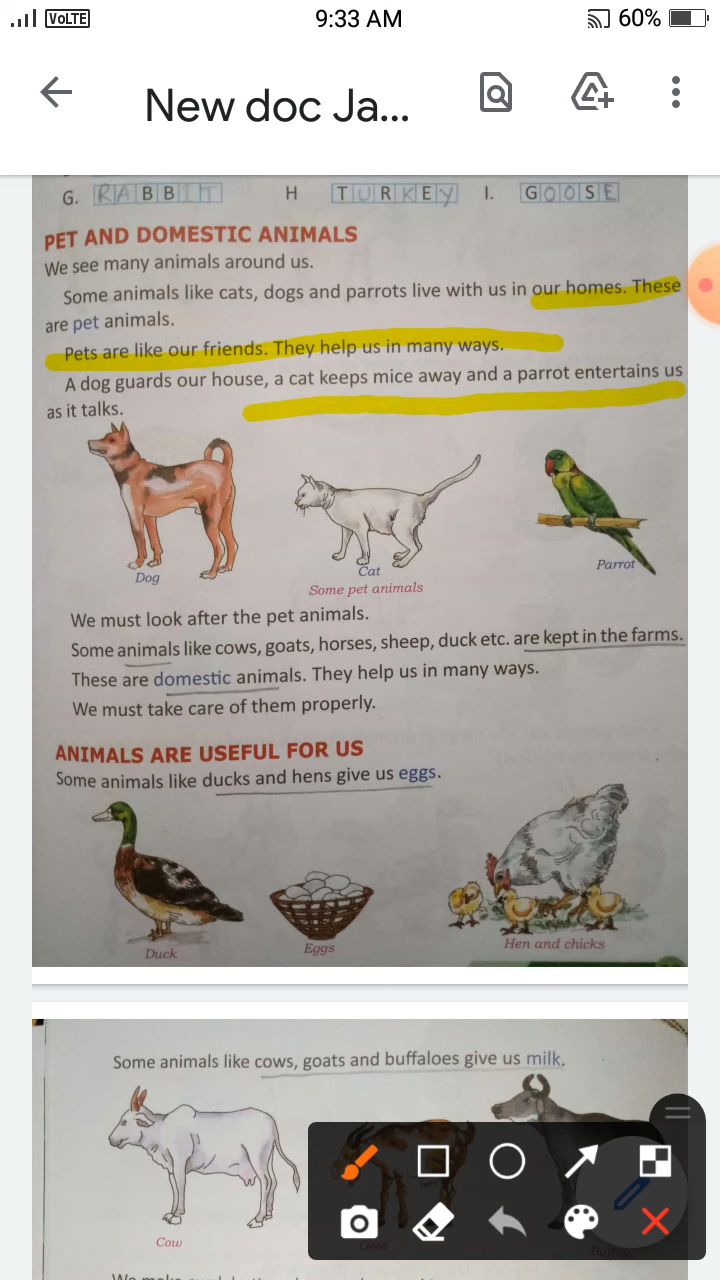 VoLTE 9:33 AM 60%
New doc Ja...
G. RABBIT H TURKEY I. GOOSE
PET AND DOMESTIC ANIMALS
We see many animals around us.
Some animals like cats, dogs and parrots live with us in our homes. These
are pet animals.
Pets are like our friends. They help us in many ways.
A dog guards our house, a cat keeps mice away and a parrot entertains us
as it talks.
Dog
Cat
Parrot
Some pet animals
We must look after the pet animals.
Some animals like cows, goats, horses, sheep, duck etc. are kept in the farms.
These are domestic animals. They help us in many ways.
We must take care of them properly.
ANIMALS ARE USEFUL FOR US
Some animals like ducks and hens give us eggs.
Duck
Eggs
Hen and chicks
Some animals like cows, goats and buffaloes give us milk.
Cow
Goat
Buffalo